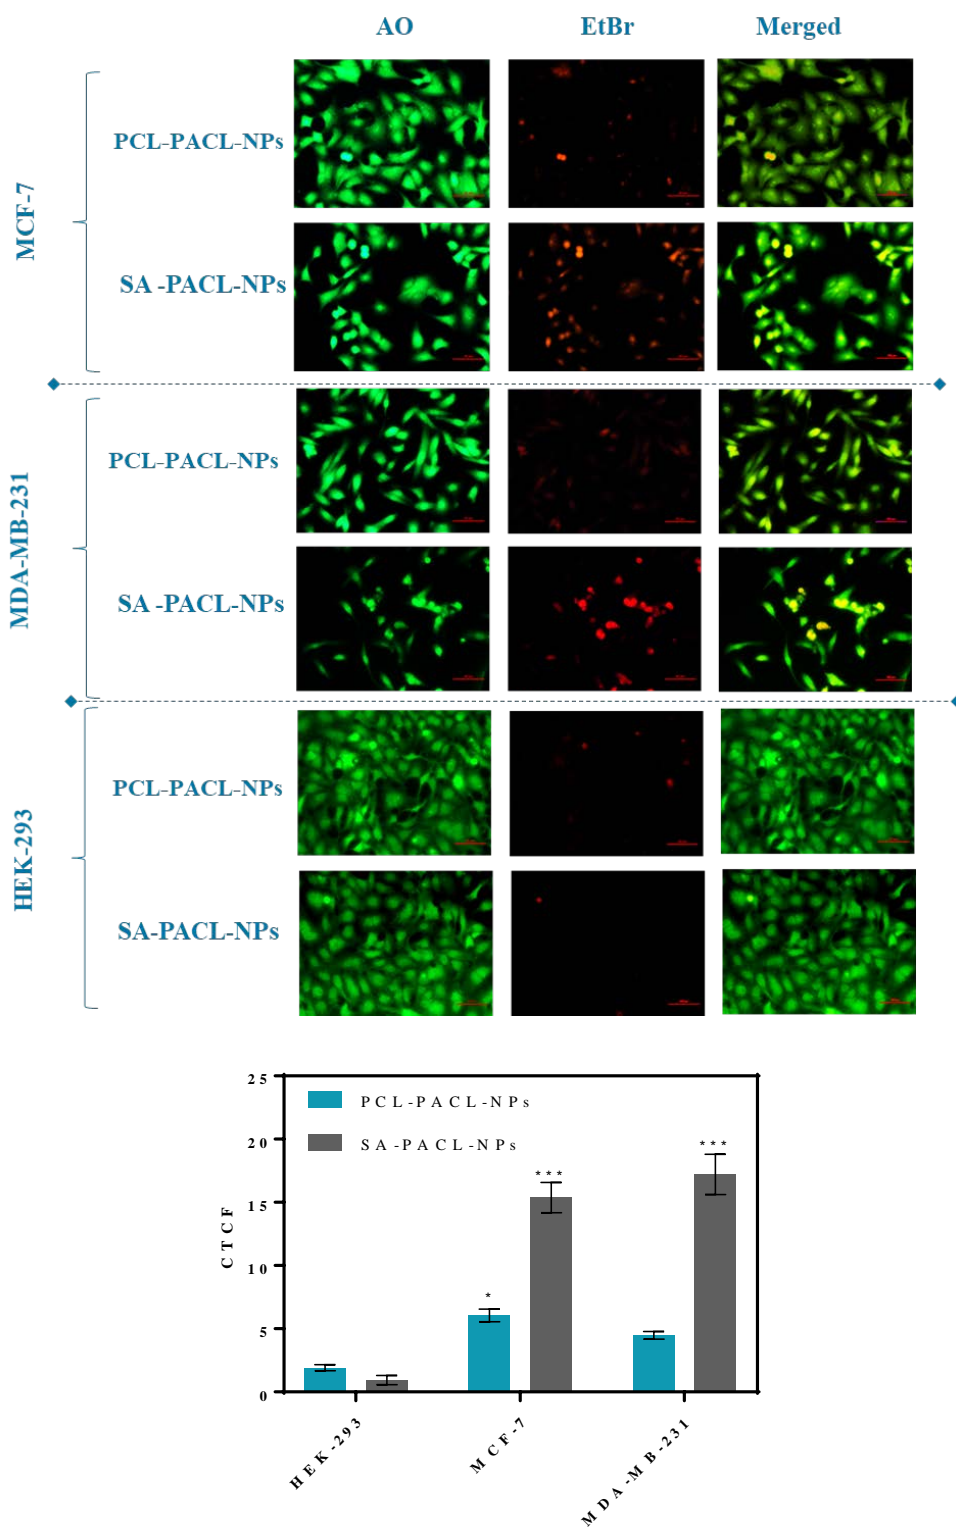 AO EtBr Merged
MCF-7
PCL-PACL-NPs
SA -PACL-NPs
MDA-MB-231
PCL-PACL-NPs
SA -PACL-NPs
HEK-293
PCL-PACL-NPs
SA-PACL-NPs
25
PCL-PACL-NPs
SA-PACL-NPs
20
***
***
15
CTCF
10
*
5
0
HEK-293
MCF-7
MDA-MB-231